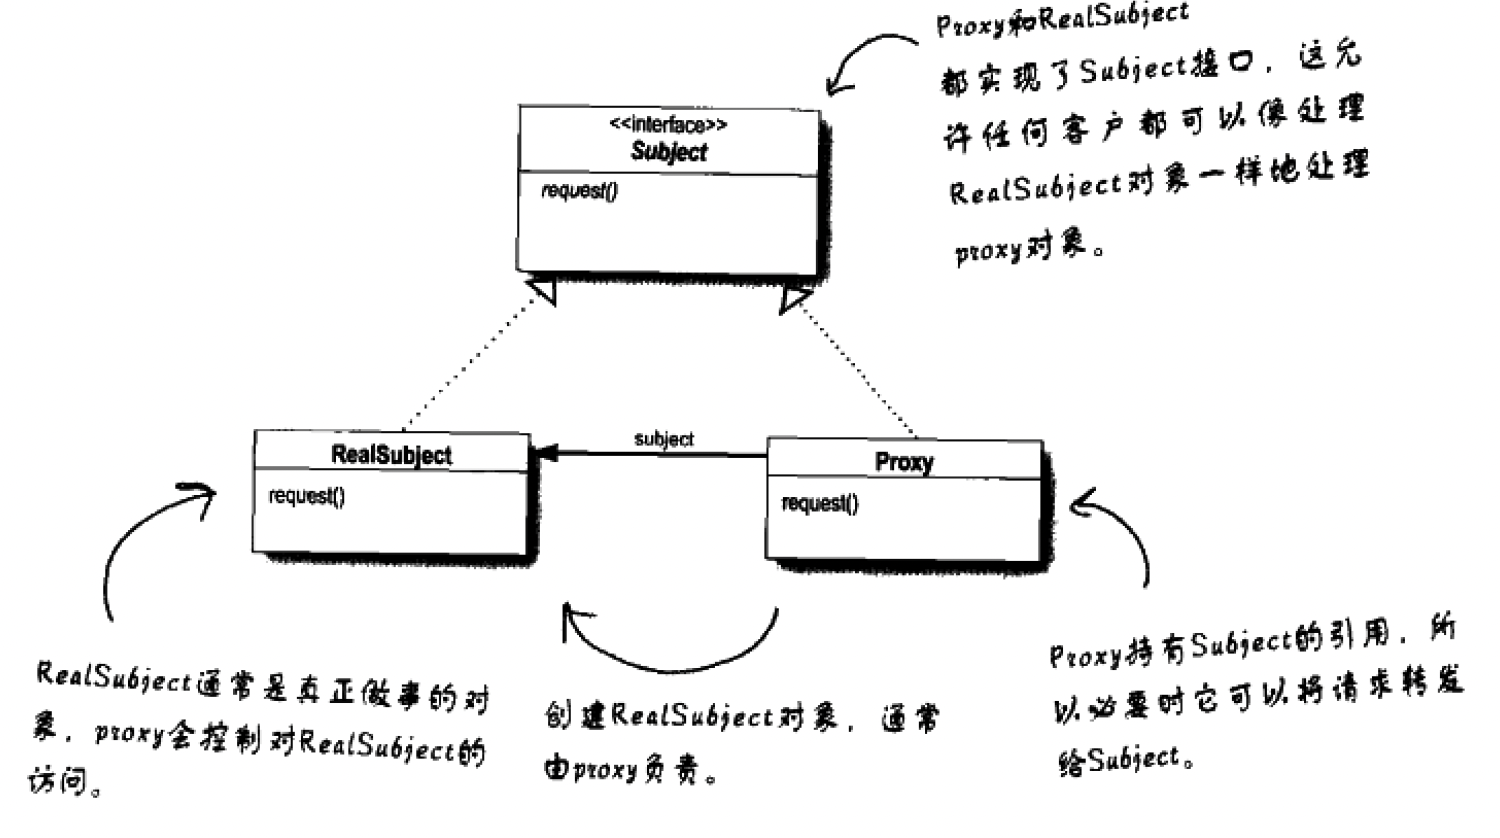 Proxy和RealSubject
都实现了Subject接口，这允
许任何客户都可以像处理
RealSubject对象一样地处理
proxy对象。
<<interface>>
Subject
request()
RealSubject
request()
subject
Proxy
request()
RealSubject通常是真正做事的对
象，proxy会控制对RealSubject的
访问。
创建RealSubject对象，通常
由proxy负责。
Proxy持有Subject的引用，所
以必要时它可以将请求转发
给Subject。